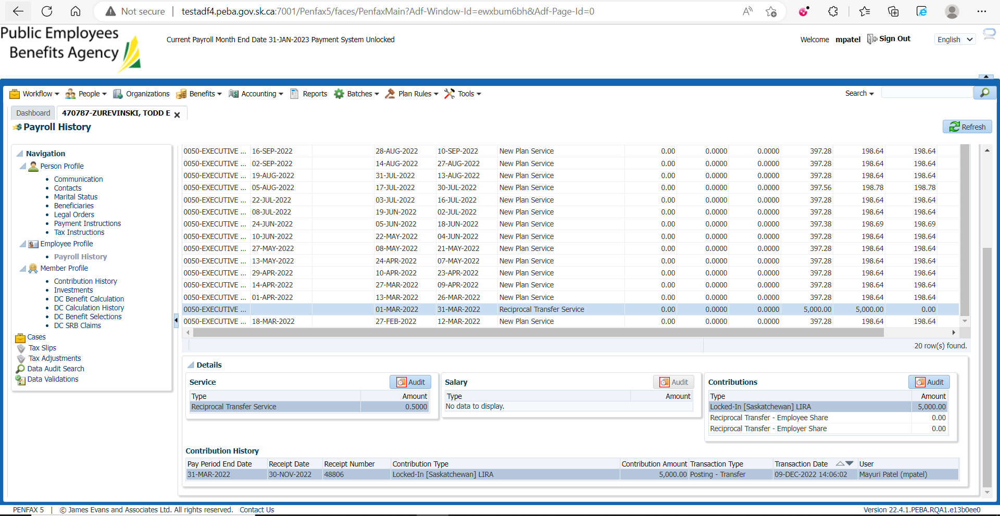 Not secure testadf4.peba.gov.sk.ca:7001/Penfax5/faces/PenfaxMain?Adf-Window-Id=ewxbum6bh&Adf-Page-Id=0
Public Employees
Benefits Agency
Current Payroll Month End Date 31-JAN-2023 Payment System Unlocked
Welcome mpatel Sign Out English
Workflow People Organizations Benefits Accounting Reports Batches Plan Rules Tools Search
Dashboard 470787-ZUREVINSKI, TODD E
Payroll History
Refresh
Navigation
Person Profile
Communication
Contacts
Marital Status
Beneficiaries
Legal Orders
Payment Instructions
Tax Instructions
Employee Profile
Payroll History
Member Profile
Contribution History
Investments
DC Benefit Calculation
DC Calculation History
DC Benefit Selections
DC SRB Claims
Cases
Tax Slips
Tax Adjustments
Data Audit Search
Data Validations
0050-EXECUTIVE ... 16-SEP-2022 28-AUG-2022 10-SEP-2022 New Plan Service 0.00 0.0000 0.0000 397.28 198.64 198.64
0050-EXECUTIVE ... 02-SEP-2022 14-AUG-2022 27-AUG-2022 New Plan Service 0.00 0.0000 0.0000 397.28 198.64 198.64
0050-EXECUTIVE ... 19-AUG-2022 31-JUL-2022 13-AUG-2022 New Plan Service 0.00 0.0000 0.0000 397.28 198.64 198.64
0050-EXECUTIVE ... 05-AUG-2022 17-JUL-2022 30-JUL-2022 New Plan Service 0.00 0.0000 0.0000 397.56 198.78 198.78
0050-EXECUTIVE ... 22-JUL-2022 03-JUL-2022 16-JUL-2022 New Plan Service 0.00 0.0000 0.0000 397.28 198.64 198.64
0050-EXECUTIVE ... 08-JUL-2022 19-JUN-2022 02-JUL-2022 New Plan Service 0.00 0.0000 0.0000 397.28 198.64 198.64
0050-EXECUTIVE ... 24-JUN-2022 05-JUN-2022 18-JUN-2022 New Plan Service 0.00 0.0000 0.0000 397.38 198.69 198.69
0050-EXECUTIVE ... 10-JUN-2022 22-MAY-2022 04-JUN-2022 New Plan Service 0.00 0.0000 0.0000 397.28 198.64 198.64
0050-EXECUTIVE ... 27-MAY-2022 08-MAY-2022 21-MAY-2022 New Plan Service 0.00 0.0000 0.0000 397.28 198.64 198.64
0050-EXECUTIVE ... 13-MAY-2022 24-APR-2022 07-MAY-2022 New Plan Service 0.00 0.0000 0.0000 397.28 198.64 198.64
0050-EXECUTIVE ... 29-APR-2022 10-APR-2022 23-APR-2022 New Plan Service 0.00 0.0000 0.0000 397.28 198.64 198.64
0050-EXECUTIVE ... 14-APR-2022 27-MAR-2022 09-APR-2022 New Plan Service 0.00 0.0000 0.0000 397.28 198.64 198.64
0050-EXECUTIVE ... 01-APR-2022 13-MAR-2022 26-MAR-2022 New Plan Service 0.00 0.0000 0.0000 397.28 198.64 198.64
0050-EXECUTIVE ... 01-MAR-2022 31-MAR-2022 Reciprocal Transfer Service 0.00 0.0000 0.0000 5,000.00 5,000.00 0.00
0050-EXECUTIVE ... 18-MAR-2022 27-FEB-2022 12-MAR-2022 New Plan Service 0.00 0.0000 0.0000 397.28 198.64 198.64
20 row(s) found.
Details
Service Audit
Type Amount
Reciprocal Transfer Service 0.5000
Salary Audit
Type Amount
No data to display.
Contributions Audit
Type Amount
Locked-In [Saskatchewan] LIRA 5,000.00
Reciprocal Transfer - Employee Share 0.00
Reciprocal Transfer - Employer Share 0.00
Contribution History
Pay Period End Date Receipt Date Receipt Number Contribution Type Contribution Amount Transaction Type Transaction Date User
31-MAR-2022 30-NOV-2022 48806 Locked-In [Saskatchewan] LIRA 5,000.00 Posting - Transfer 09-DEC-2022 14:06:02 Mayuri Patel (mpatel)
PENFAX 5 | © James Evans and Associates Ltd. All rights reserved. Contact Us Version 22.4.1.PEBA.RQA1.e13b0ee0